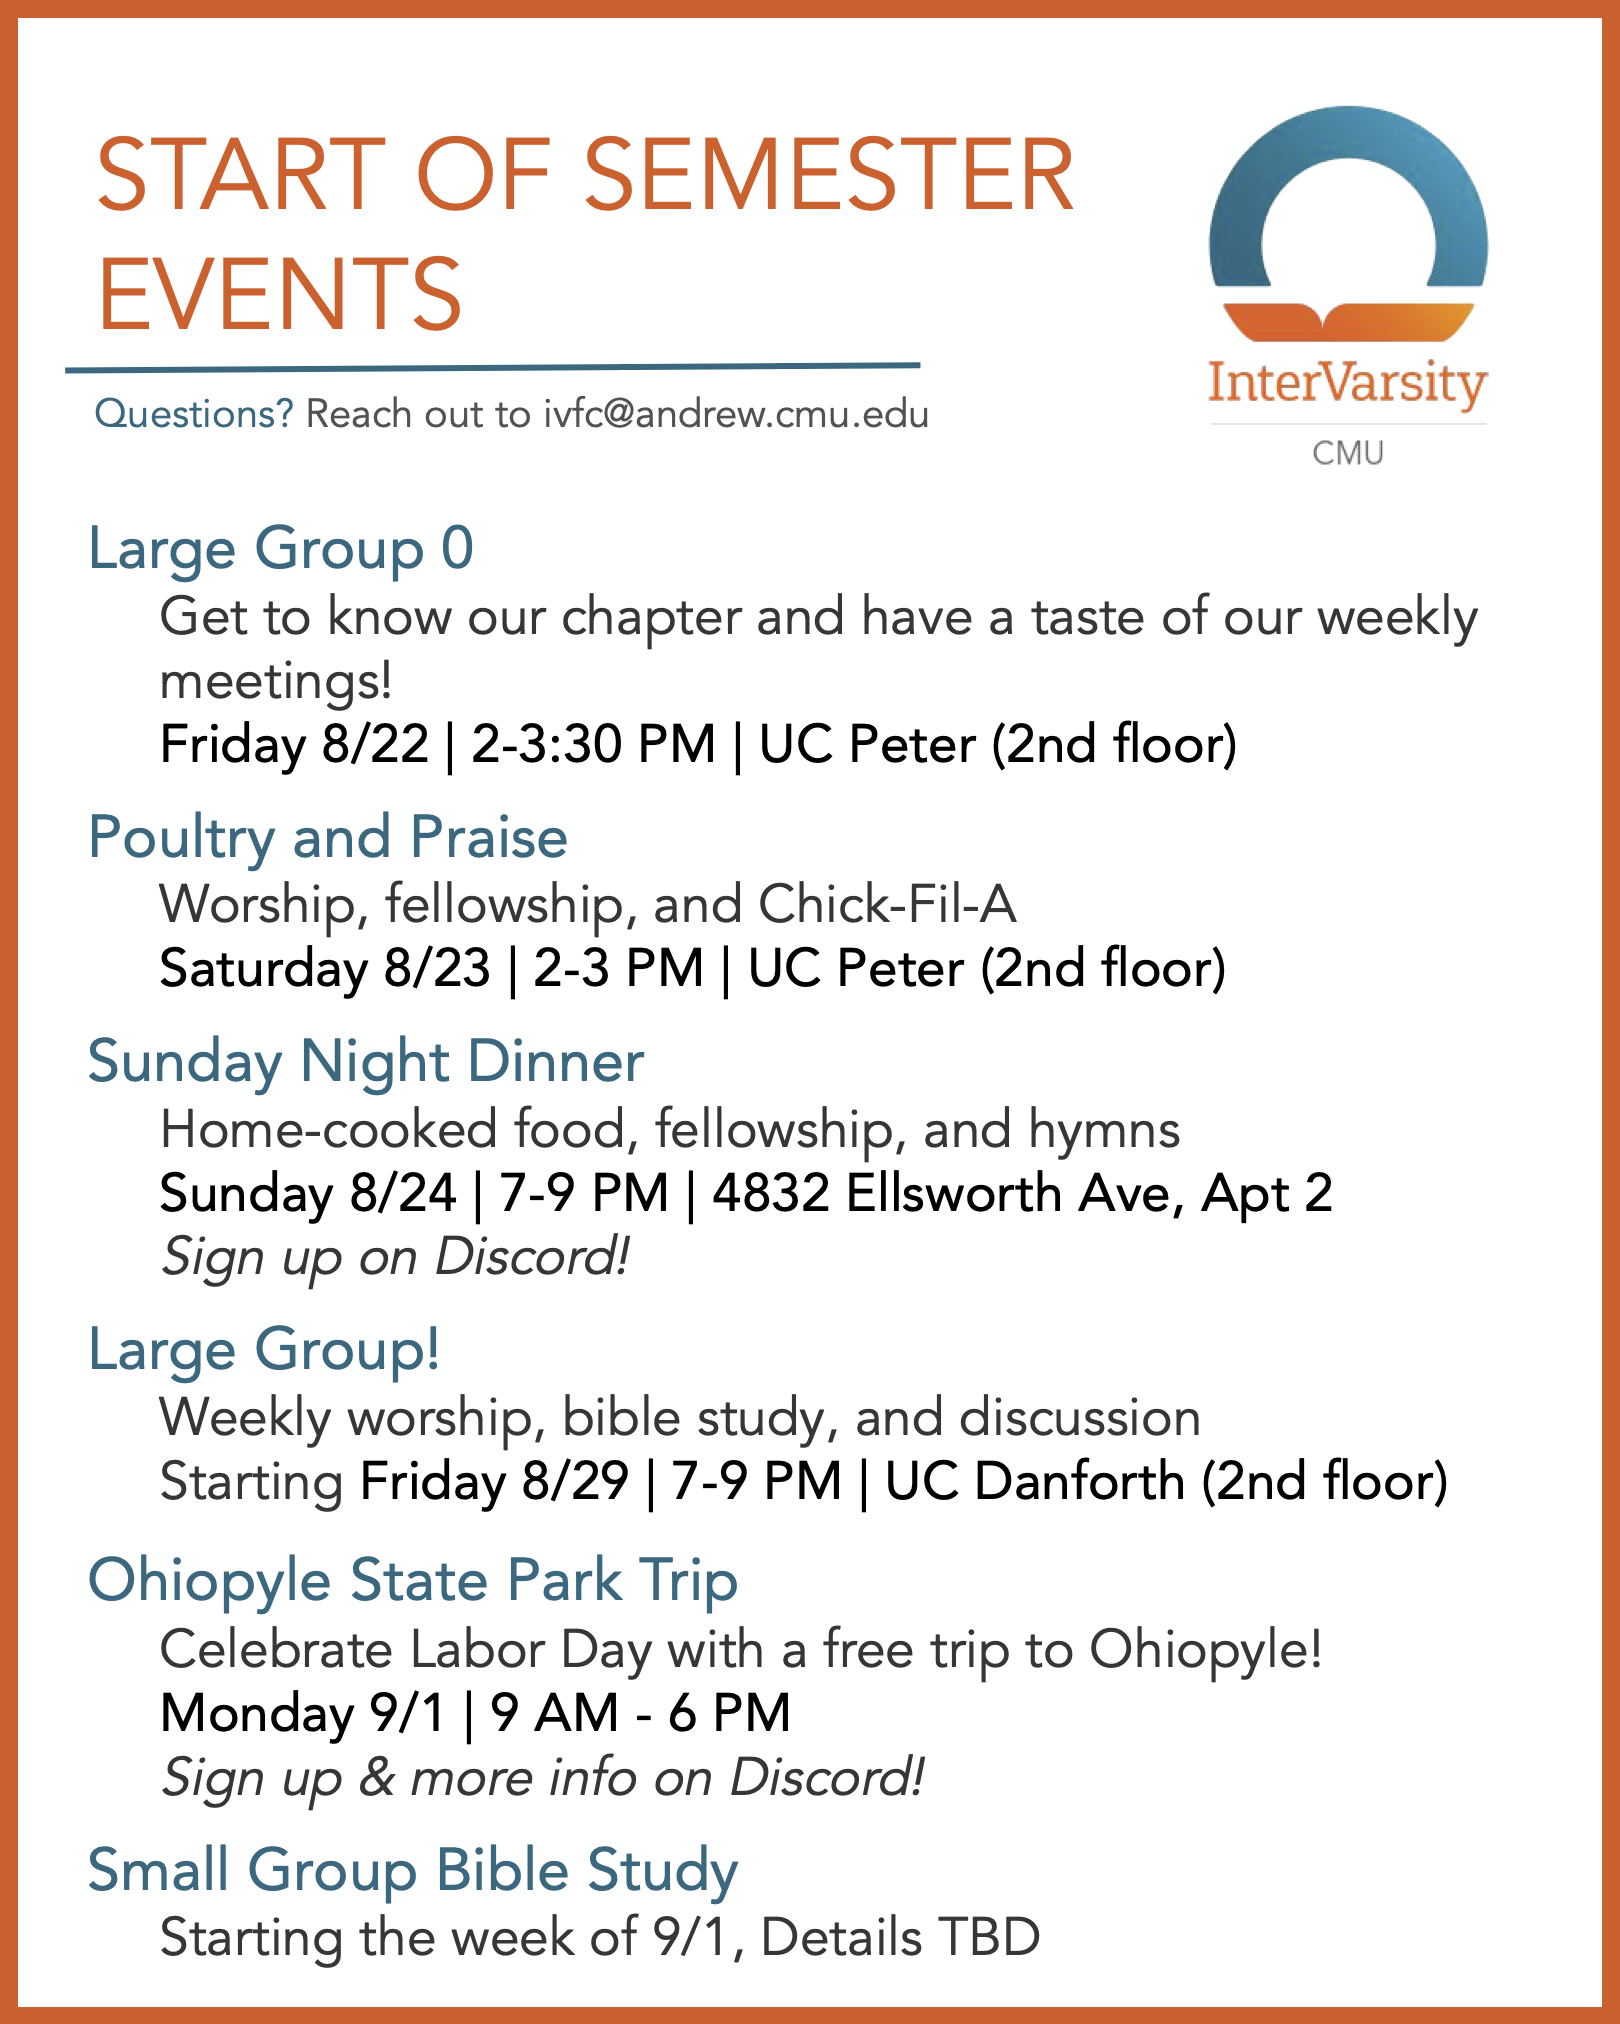 START OF SEMESTER
EVENTS
Questions? Reach out to ivfc@andrew.cmu.edu
InterVarsity
CMU
Large Group 0
Get to know our chapter and have a taste of our weekly
meetings!
Friday 8/22 | 2-3:30 PM | UC Peter (2nd floor)
Poultry and Praise
Worship, fellowship, and Chick-Fil-A
Saturday 8/23 | 2-3 PM | UC Peter (2nd floor)
Sunday Night Dinner
Home-cooked food, fellowship, and hymns
Sunday 8/24 | 7-9 PM | 4832 Ellsworth Ave, Apt 2
Sign up on Discord!
Large Group!
Weekly worship, bible study, and discussion
Starting Friday 8/29 | 7-9 PM | UC Danforth (2nd floor)
Ohiopyle State Park Trip
Celebrate Labor Day with a free trip to Ohiopyle!
Monday 9/1 | 9 AM - 6 PM
Sign up & more info on Discord!
Small Group Bible Study
Starting the week of 9/1, Details TBD